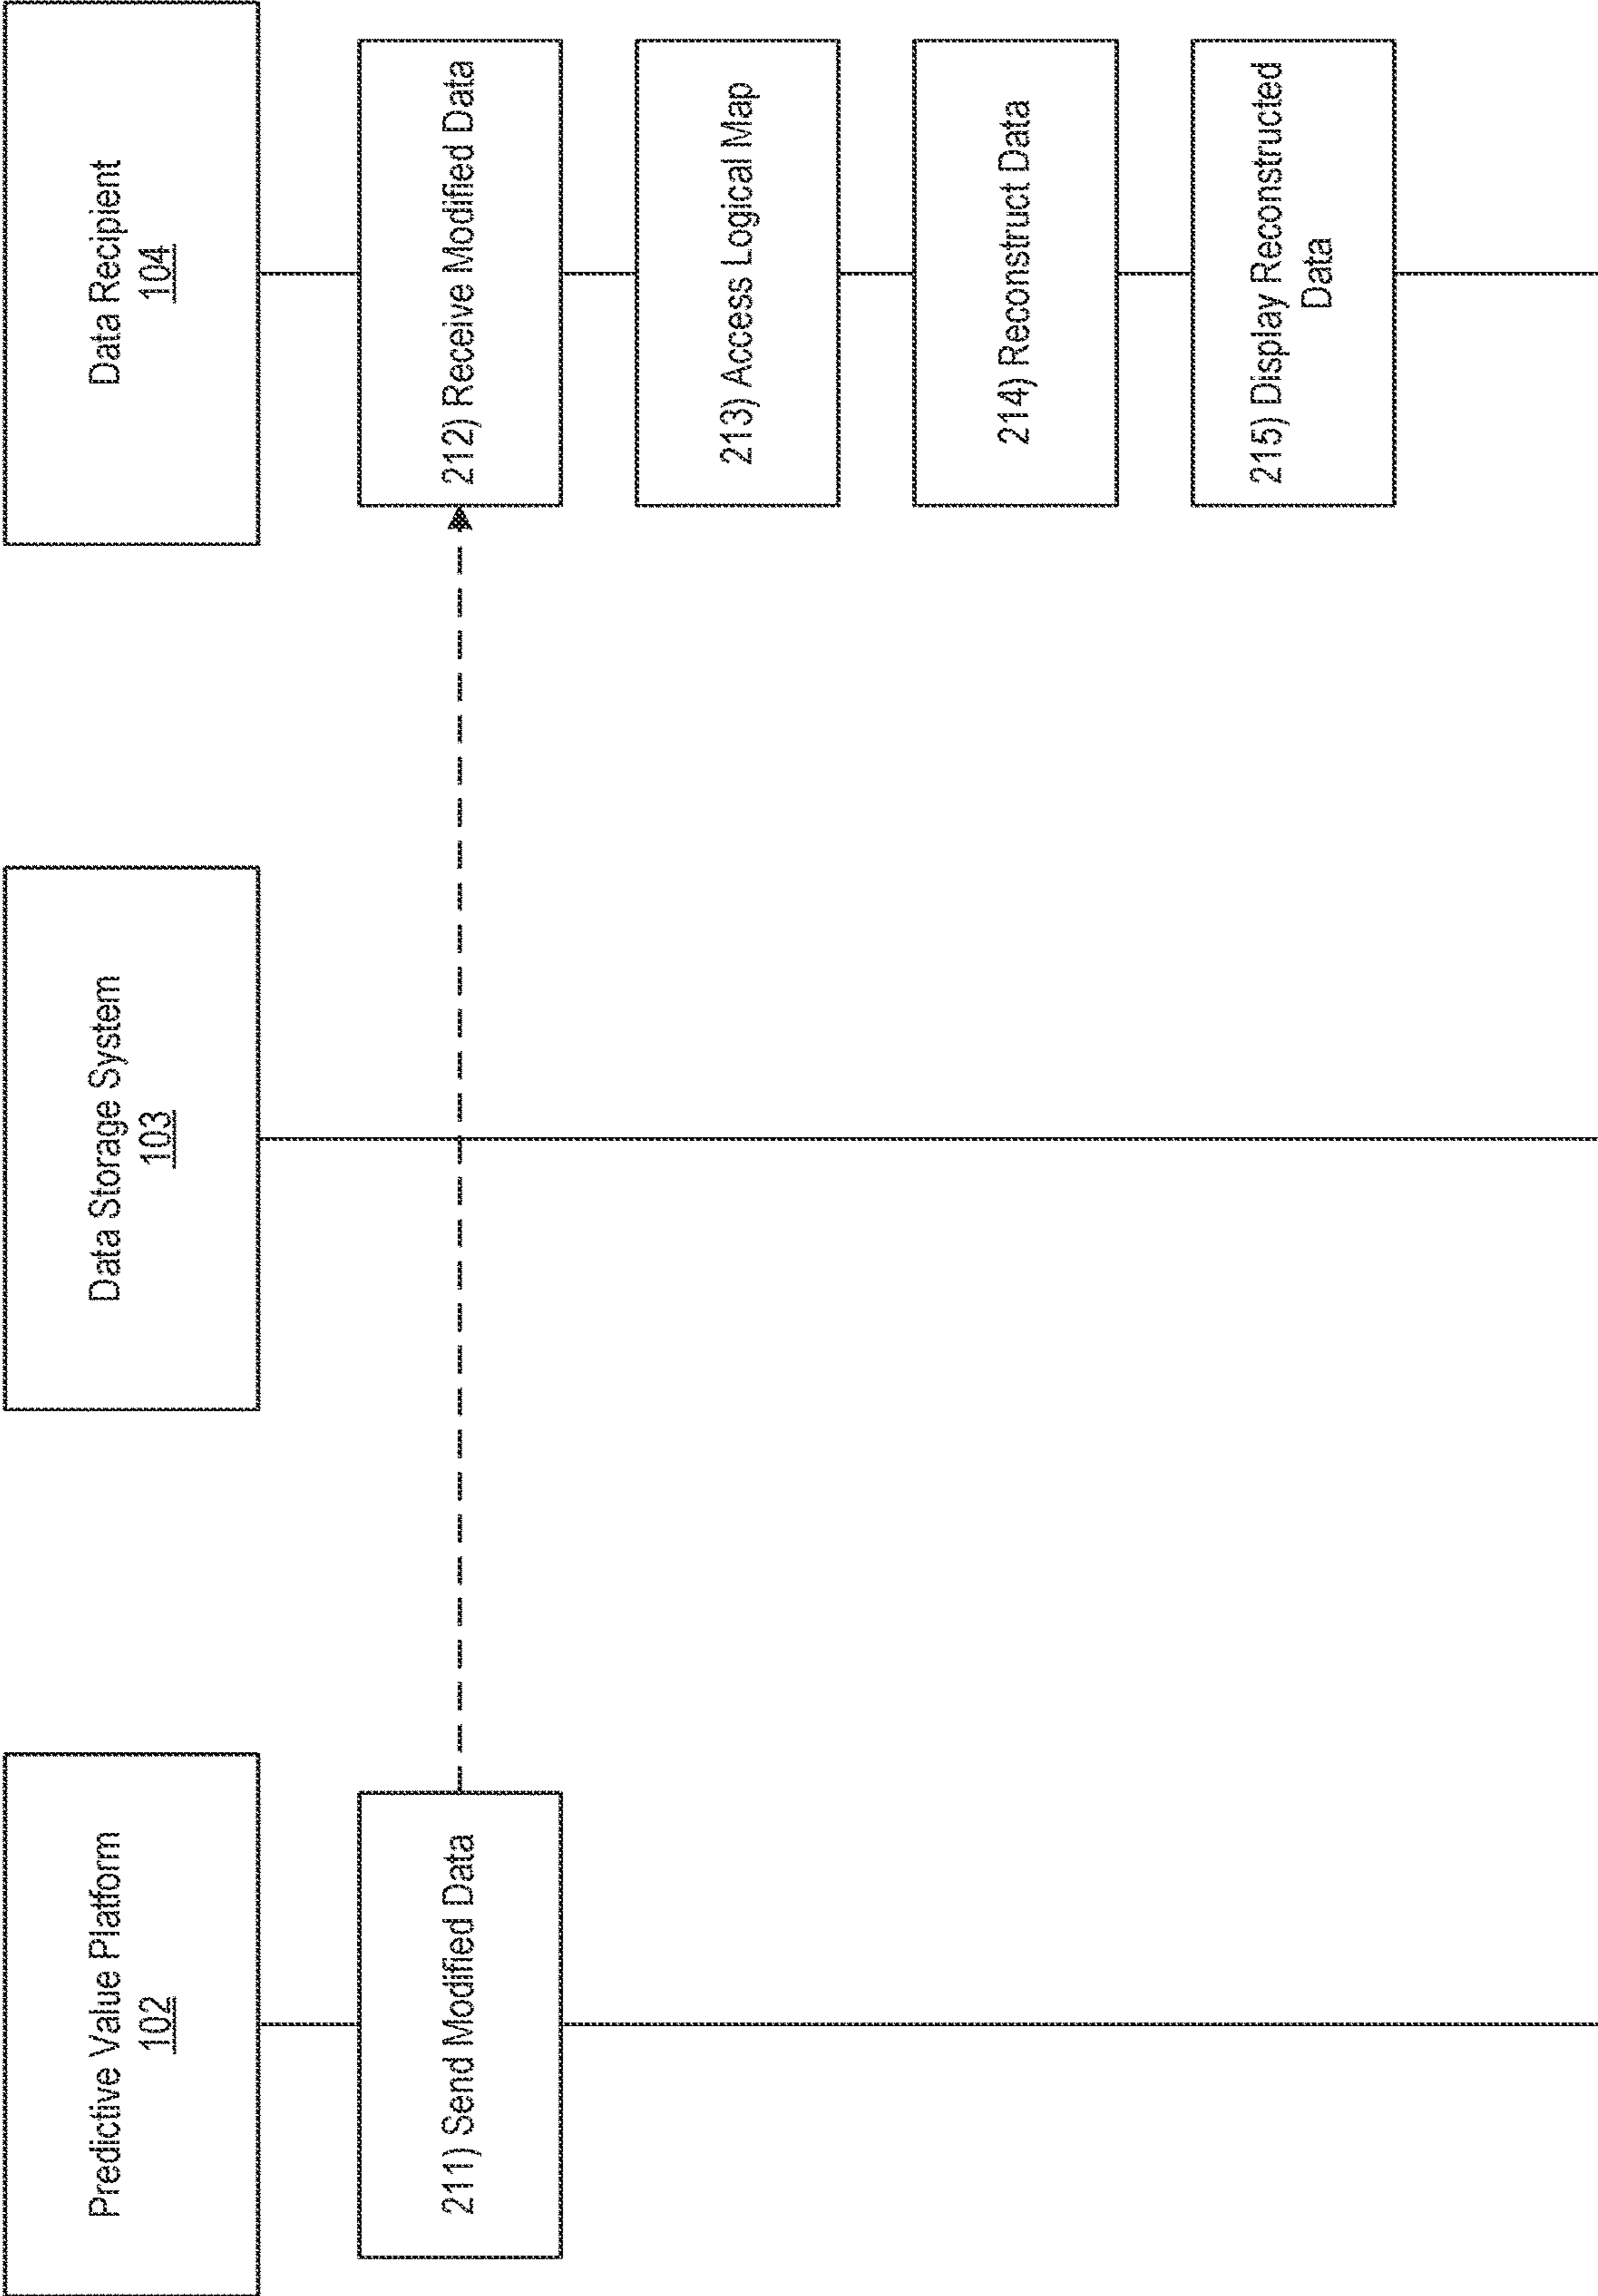 Predictive Value Platform
102
Data Storage System
103
Data Recipient
104
211) Send Modified Data
212) Receive Modified Data
213) Access Logical Map
214) Reconstruct Data
215) Display Reconstructed
Data